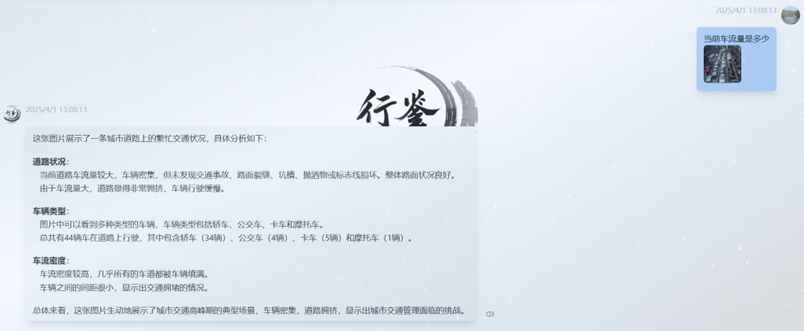 2025/4/1 13:08:13
当前车流量是多少
行鉴
2025/4/1 13:08:13
这张图片展示了一条城市道路上的繁忙交通状况，具体分析如下：
道路状况：
当前道路车流量较大，车辆密集，但未发现交通事故、路面裂缝、坑槽、抛洒物或标志线损坏。整体路面状况良好。
由于车流量大，道路显得非常拥挤，车辆行驶缓慢。
车辆类型：
图片中可以看到多种类型的车辆，车辆类型包括轿车、公交车、卡车和摩托车。
总共有44辆车在道路上行驶，其中包含轿车（34辆）、公交车（4辆）、卡车（5辆）和摩托车（1辆）。
车流密度：
车流密度较高，几乎所有的车道都被车辆填满。
车辆之间的间距很小，显示出交通拥堵的情况。
总体来看，这张图片生动地展示了城市交通高峰期的典型场景，车辆密集，道路拥挤，显示出城市交通管理面临的挑战。